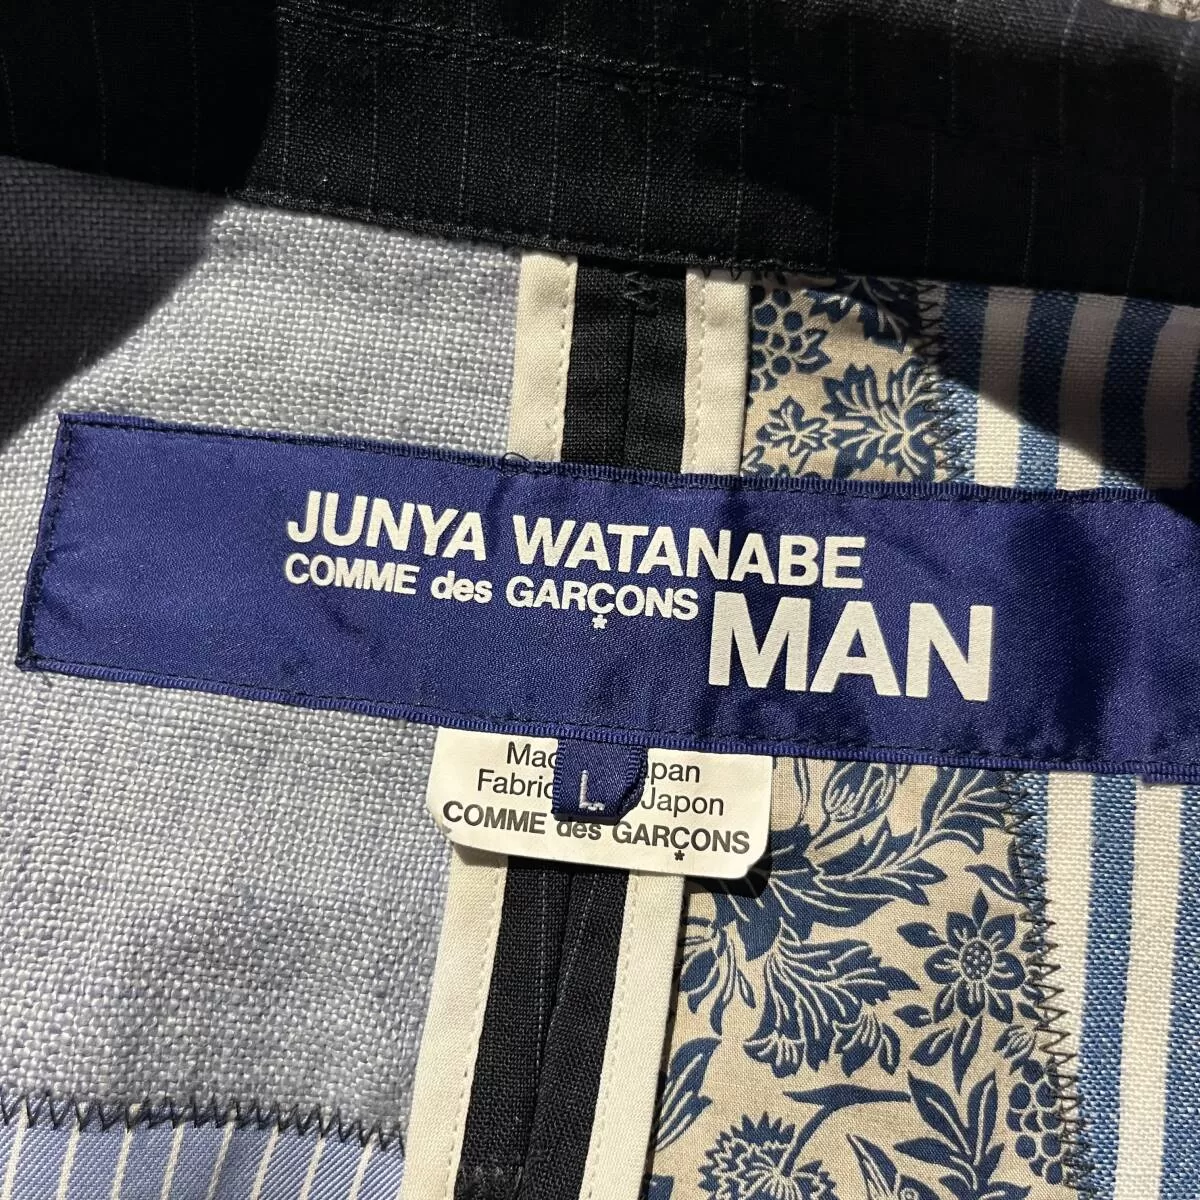 JUNYA WATANABE
COMME des GARÇONS
*
MAN
L
COMME des GARÇONS
*